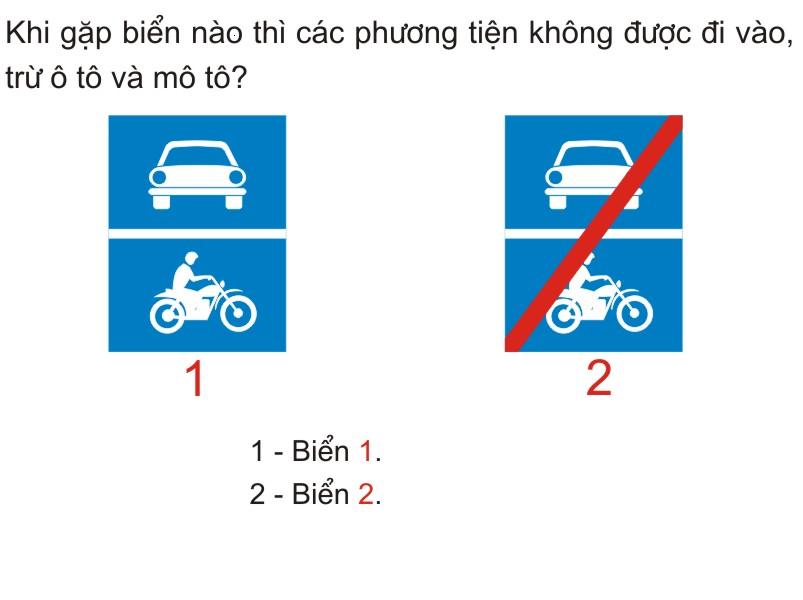 Khi gặp biển nào thì các phương tiện không được đi vào,
trừ ô tô và mô tô?
1
2
1 - Biển 1.
2 - Biển 2.